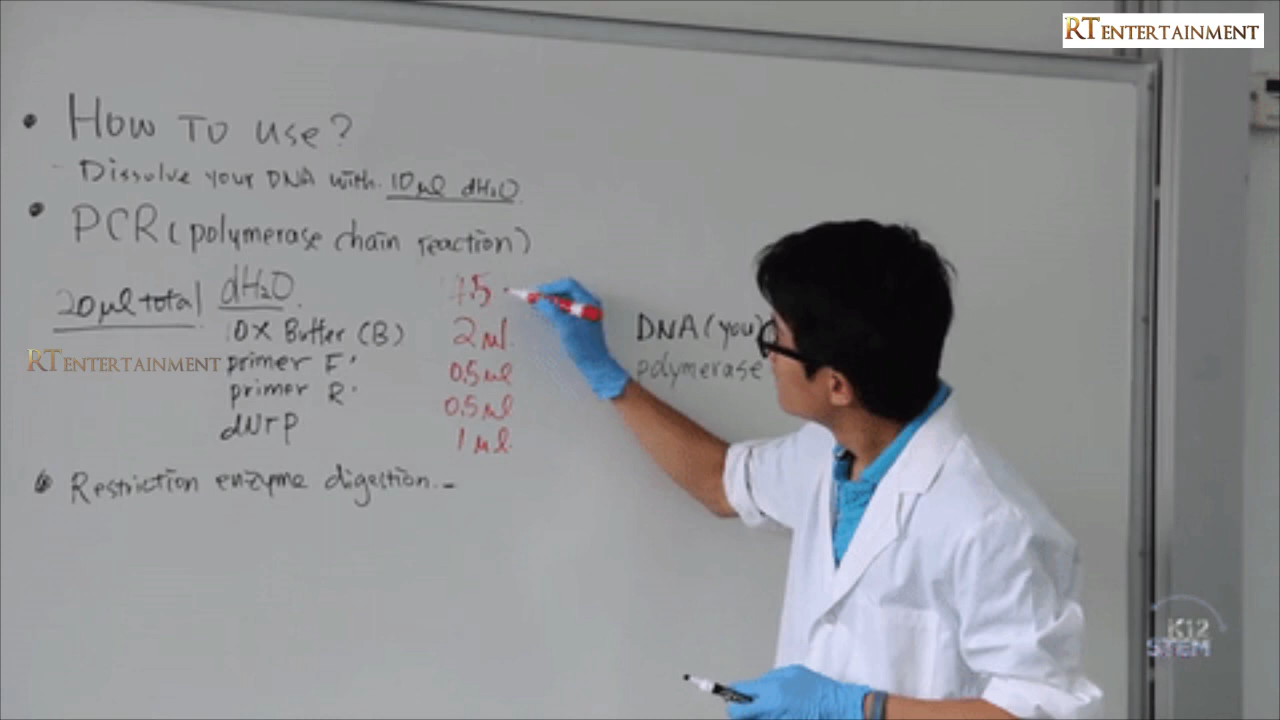 RT ENTERTAINMENT
• How To use?
- Dissolve your DNA with 10μl dH₂O
• PCR (polymerase chain reaction)
20μl total dH₂O
10X Buffer (B) 2μl
DNA (you
RT ENTERTAINMENT
primer F' 0.5μl
polymerase
primer R' 0.5μl
dNTP 1μl
• Restriction enzyme digestion..-
K12
STEM